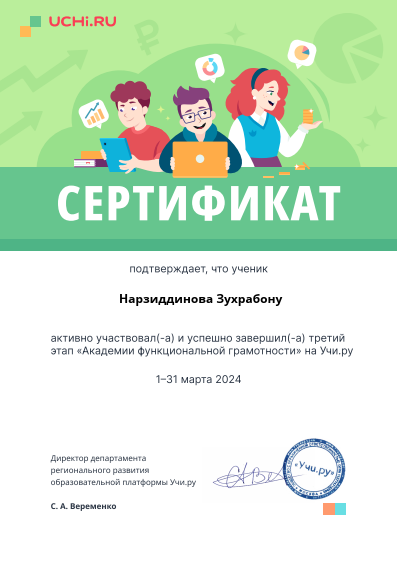 UCHi.RU
СЕРТИФИКАТ
подтверждает, что ученик
Нарзиддинова Зухрабону
активно участвовал(-а) и успешно завершил(-а) третий
этап «Академии функциональной грамотности» на Учи.ру
1–31 марта 2024
Директор департамента
регионального развития
образовательной платформы Учи.ру
С. А. Веременко
«Учи.ру»